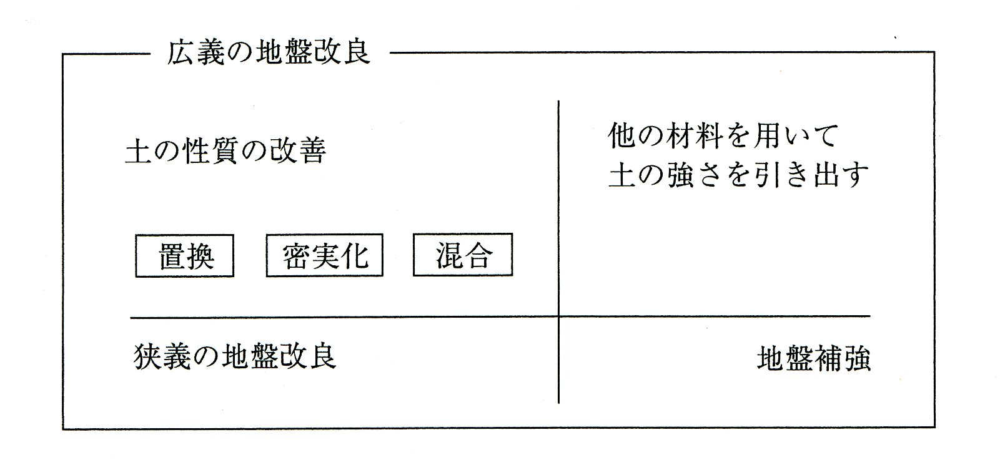 広義の地盤改良
土の性質の改善
他の材料を用いて
土の強さを引き出す
置換
密実化
混合
狭義の地盤改良
地盤補強